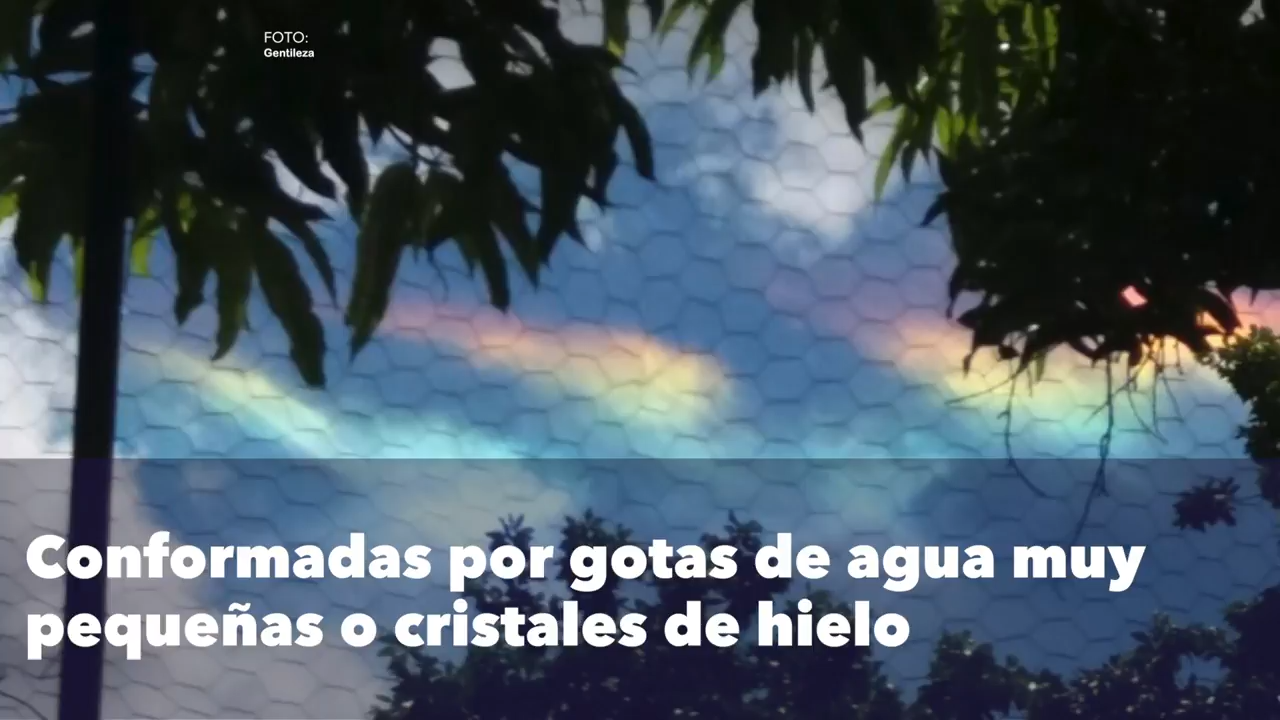 FOTO:
Gentileza
Conformadas por gotas de agua muy
pequeñas o cristales de hielo